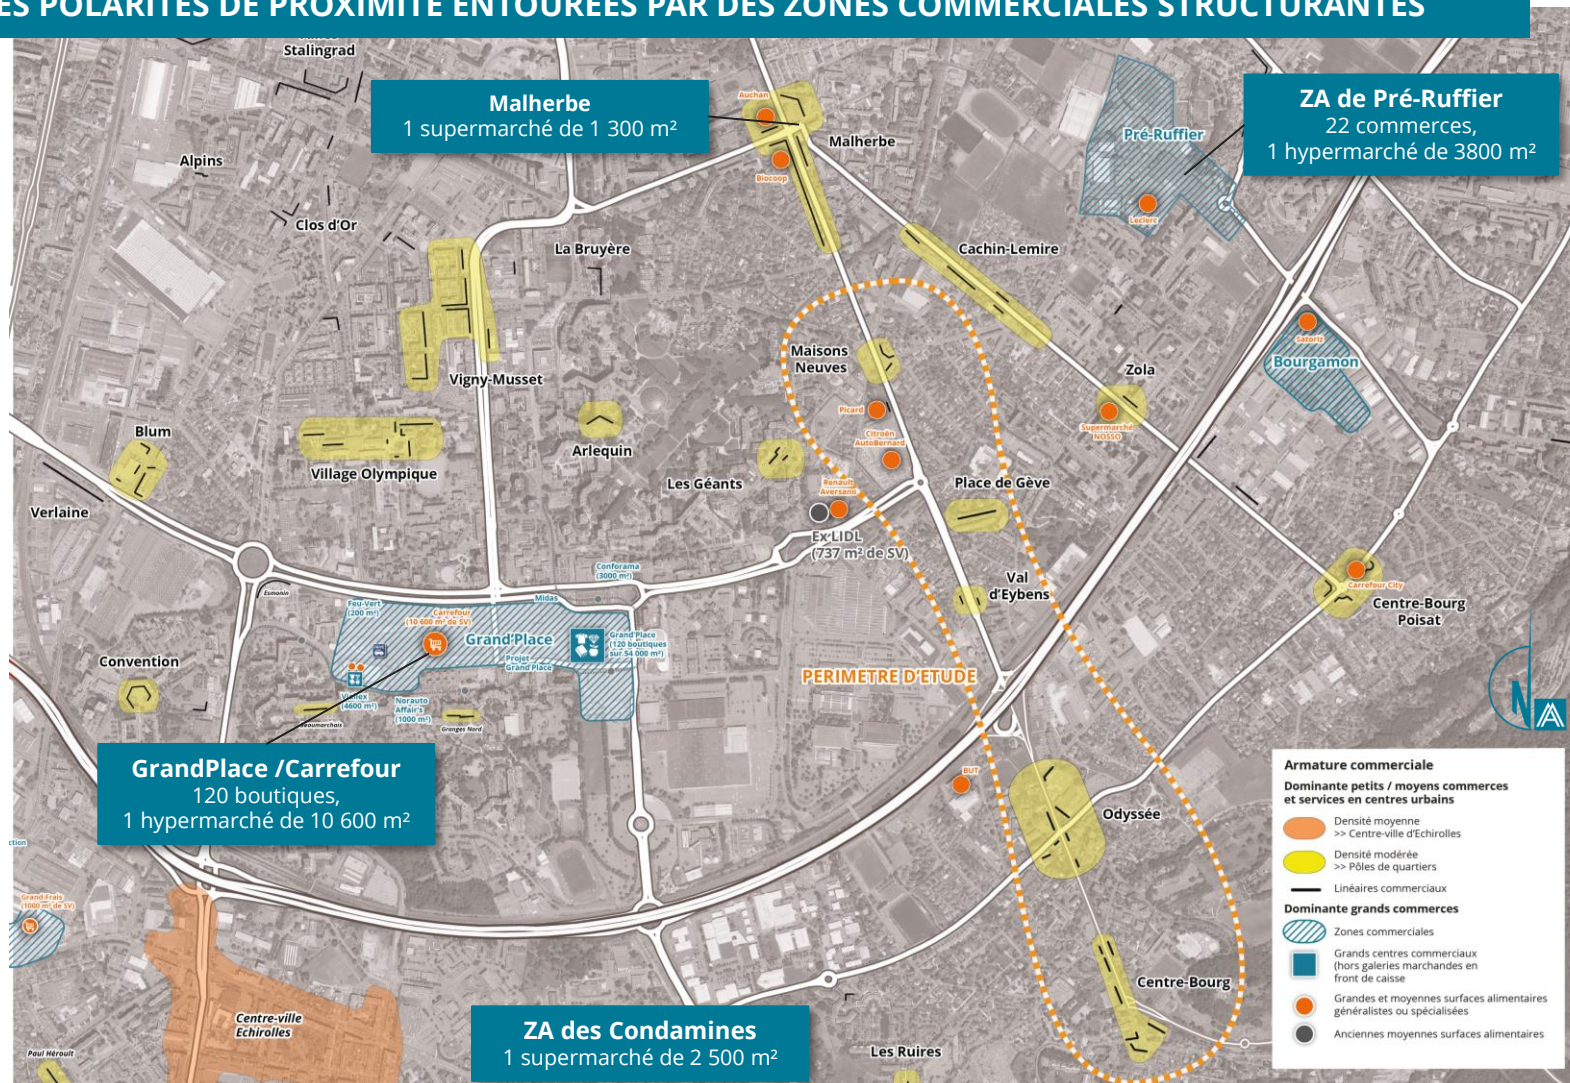 ES POLARITÉS DE PROXIMITÉ ENTOURÉES PAR DES ZONES COMMERCIALES STRUCTURANTES
Stalingrad
Malherbe
1 supermarché de 1 300 m²
Auchan
Malherbe
Biocoop
Pré-Ruffier
Leclerc
ZA de Pré-Ruffier
22 commerces,
1 hypermarché de 3800 m²
Alpins
Clos d'Or
La Bruyère
Cachin-Lemire
Vigny-Musset
Maisons
Neuves
Zola
Satoriz
Bourgamon
Picard
Citroën
AutoBernard
Supermarché
NOSSO
Blum
Village Olympique
Arlequin
Les Géants
Renault
Aversano
Place de Gève
Verlaine
Ex LIDL
(737 m² de SV)
Esmonin
Conforama
(3000 m²)
Midas
Val
d'Eybens
Carrefour City
Centre-Bourg
Poisat
Feu-Vert
(200 m²)
Carrefour
(10 600 m² de SV)
Grand'Place
Grand'Place
(120 boutiques
sur 54 000 m²)
Projet
Grand'Place
Convention
(4600 m²)
Norauto
Affair's
(1000 m²)
Beaumarchais
Granges Nord
PERIMETRE D'ETUDE
N
GrandPlace /Carrefour
120 boutiques,
1 hypermarché de 10 600 m²
BUT
Odyssée
ction
Grand-Frais
(1000 m² de SV)
Centre-ville
Echirolles
Paul Héroult
ZA des Condamines
1 supermarché de 2 500 m²
Les Ruires
Centre-Bourg
Armature commerciale
Dominante petits / moyens commerces
et services en centres urbains
Densité moyenne
>> Centre-ville d'Echirolles
Densité modérée
>> Pôles de quartiers
Linéaires commerciaux
Dominante grands commerces
Zones commerciales
Grands centres commerciaux
(hors galeries marchandes en
front de caisse
Grandes et moyennes surfaces alimentaires
généralistes ou spécialisées
Anciennes moyennes surfaces alimentaires